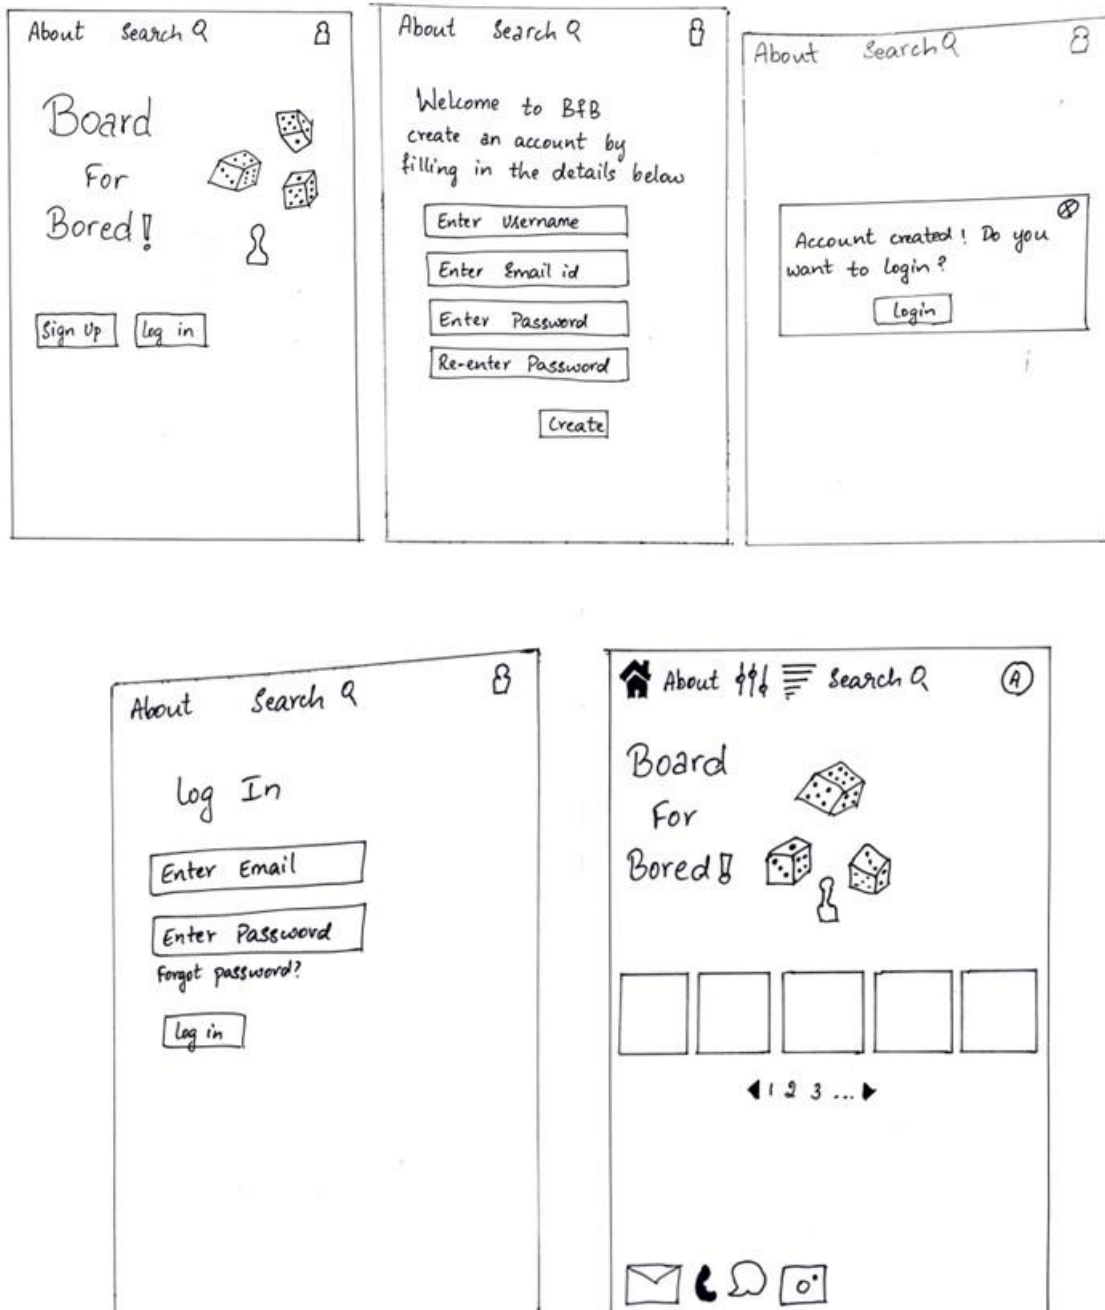 About Search
Board
For
Bored!
Sign Up Log in
About Search
Welcome to BfB
create an account by
filling in the details below
Enter Username
Enter Email id
Enter Password
Re-enter Password
Create
About Search
Account created! Do you
want to login?
Login
About Search
Log In
Enter Email
Enter Password
Forgot password?
Log in
About Search A
Board
For
Bored!
1 2 3 ...